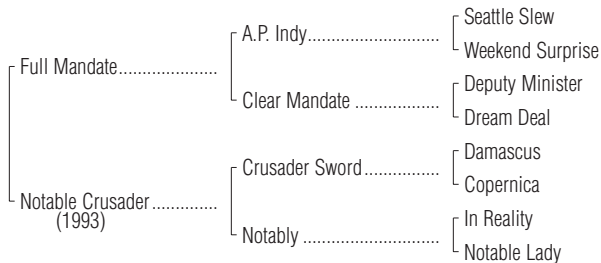 Seattle Slew
A.P. Indy........................................
Weekend Surprise
Full Mandate.....................
Deputy Minister
Clear Mandate ..................
Dream Deal
Damascus
Crusader Sword................
Copernica
Notable Crusader..............
(1993)
In Reality
Notably .............................
Notable Lady